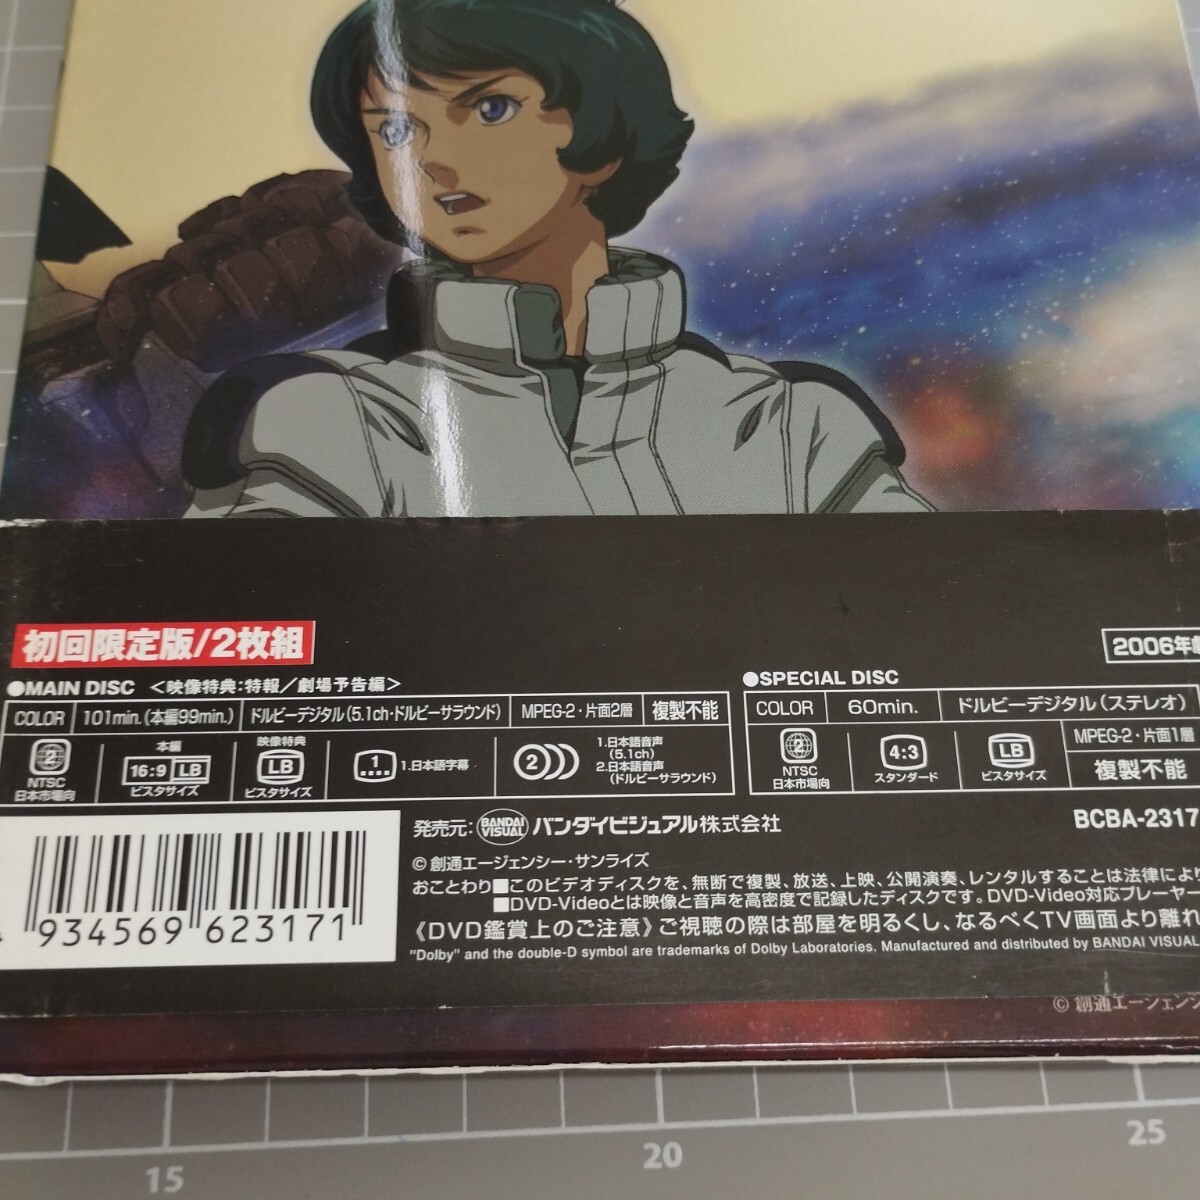 初回限定版/2枚組
2006年劇
●MAIN DISC <映像特典:特報/劇場予告編>
COLOR 101min.(本編99min.) ドルビーデジタル(5.1ch・ドルビーサラウンド) MPEG-2・片面2層 複製不能
2 NTSC 日本市場向
本編 16:9 LB ビスタサイズ
映像特典 LB ビスタサイズ
1 1.日本語字幕
2 1.日本語音声(5.1ch)
2.日本語音声(ドルビーサラウンド)
●SPECIAL DISC
COLOR 60min. ドルビーデジタル(ステレオ)
2 NTSC 日本市場向
4:3 スタンダード
LB ビスタサイズ
MPEG-2・片面1層
複製不能
934569 623171
発売元: BANDAI VISUAL バンダイビジュアル株式会社
BCBA-2317
© 創通エージェンシー・サンライズ
おことわり■このビデオディスクを、無断で複製、放送、上映、公開演奏、レンタルすることは法律により
■DVD-Videoとは映像と音声を高密度で記録したディスクです。DVD-Video対応プレーヤー
《DVD鑑賞上のご注意》ご視聴の際は部屋を明るくし、なるべくTV画面より離れ
"Dolby" and the double-D symbol are trademarks of Dolby Laboratories. Manufactured and distributed by BANDAI VISUAL
© 創通エージェンシ
15
20
25